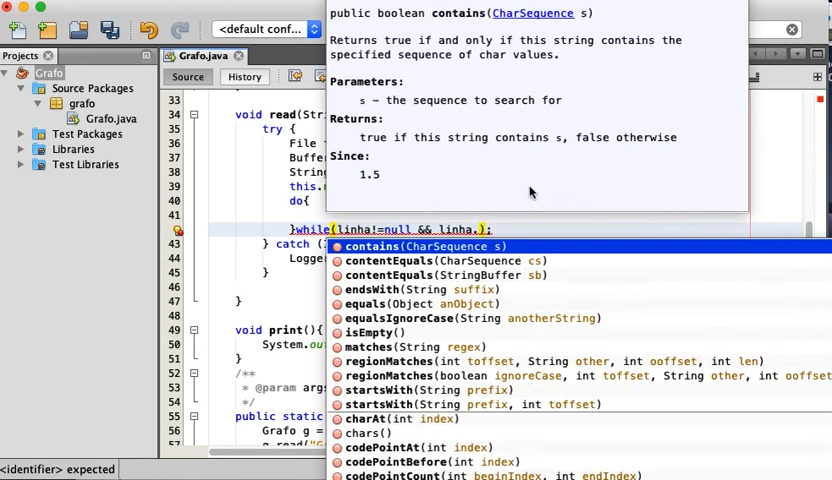 <default conf...
public boolean contains(CharSequence s)
Returns true if and only if this string contains the
specified sequence of char values.
Parameters:
s - the sequence to search for
Returns:
true if this string contains s, false otherwise
Since:
1.5
Projects
Grafo
Source Packages
grafo
Grafo.java
Test Packages
Libraries
Test Libraries
Grafo.java
Source
History
33
34 void read(Str
35 try {
36 File
37 Buffer
38 String
39 this.
40 do{
41
}while(linha!=null && linha.);
43 } catch (I
44 Logger
45 }
46
47 }
48
49 void print(){
50 System.out
51 }
52 /**
53 * @param args
54 */
55 public static
56 Grafo g =
57 g.read("G
contains(CharSequence s)
contentEquals(CharSequence cs)
contentEquals(StringBuffer sb)
endsWith(String suffix)
equals(Object anObject)
equalsIgnoreCase(String anotherString)
isEmpty()
matches(String regex)
regionMatches(int toffset, String other, int ooffset, int len)
regionMatches(boolean ignoreCase, int toffset, String other, int ooffset
startsWith(String prefix)
startsWith(String prefix, int toffset)
charAt(int index)
chars()
codePointAt(int index)
codePointBefore(int index)
codePointCount(int beginIndex, int endIndex)
<identifier> expected